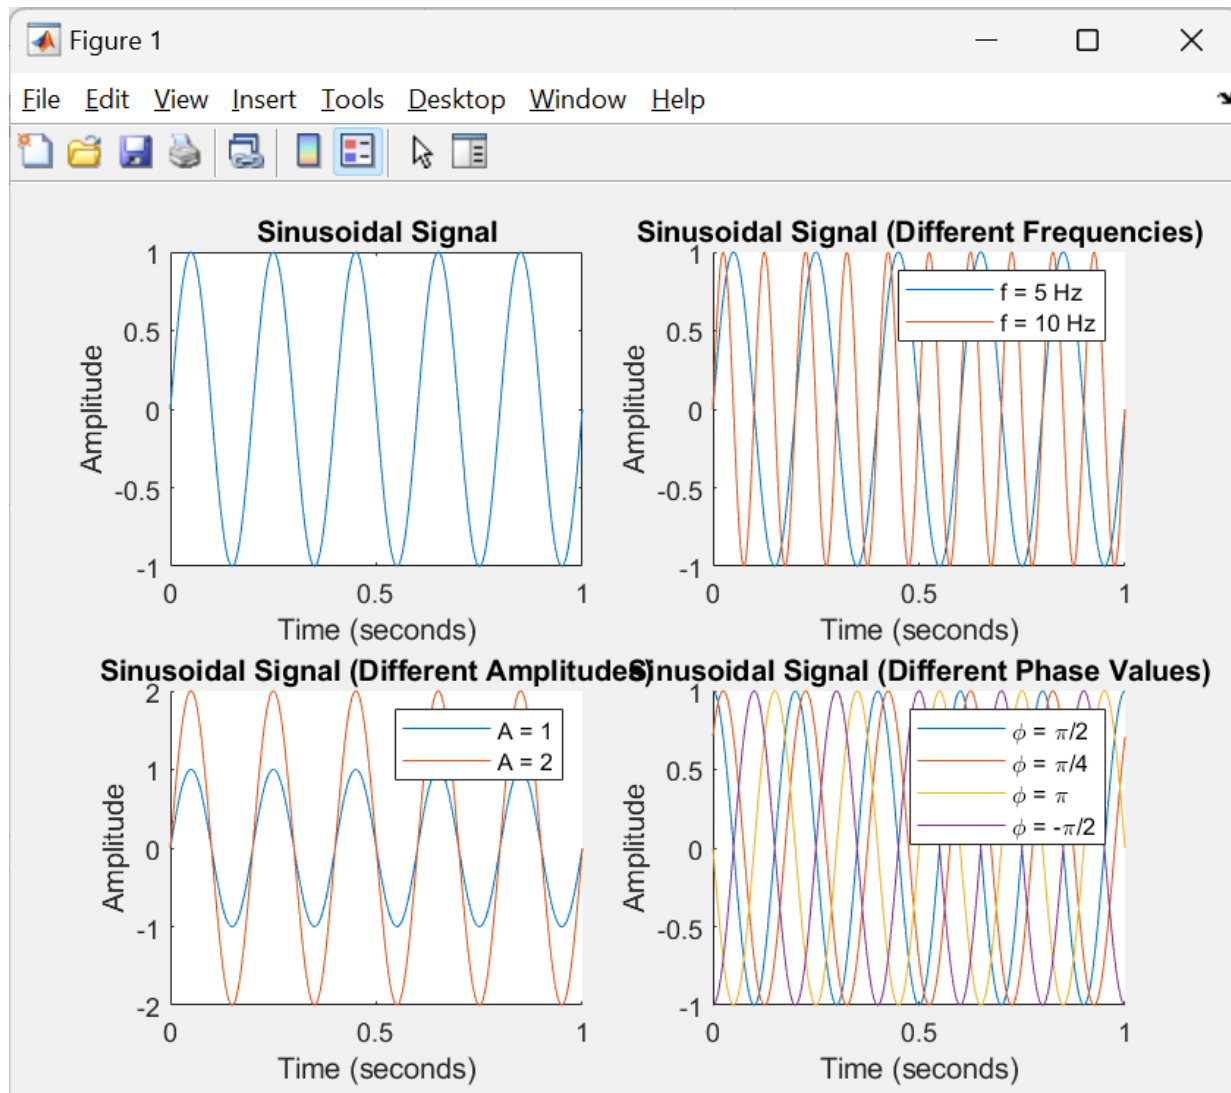 Figure 1
File Edit View Insert Tools Desktop Window Help
Sinusoidal Signal
1
0.5
0
-0.5
-1
Amplitude
0 0.5 1
Time (seconds)
Sinusoidal Signal (Different Frequencies)
1
0.5
0
-0.5
-1
Amplitude
f = 5 Hz
f = 10 Hz
0 0.5 1
Time (seconds)
Sinusoidal Signal (Different Amplitudes)
2
1
0
-1
-2
Amplitude
A = 1
A = 2
0 0.5 1
Time (seconds)
Sinusoidal Signal (Different Phase Values)
1
0.5
0
-0.5
-1
Amplitude
ϕ = π/2
ϕ = π/4
ϕ = π
ϕ = -π/2
0 0.5 1
Time (seconds)